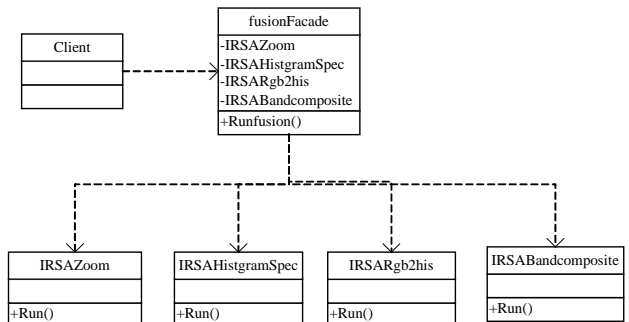 fusionFacade
Client
-IRSAZoom
-IRSAHistgramSpec
-IRSARgb2his
-IRSABandcomposite
+Runfusion()
IRSAZoom
IRSAHistgramSpec
IRSARgb2his
IRSABandcomposite
+Run()
+Run()
+Run()
+Run()